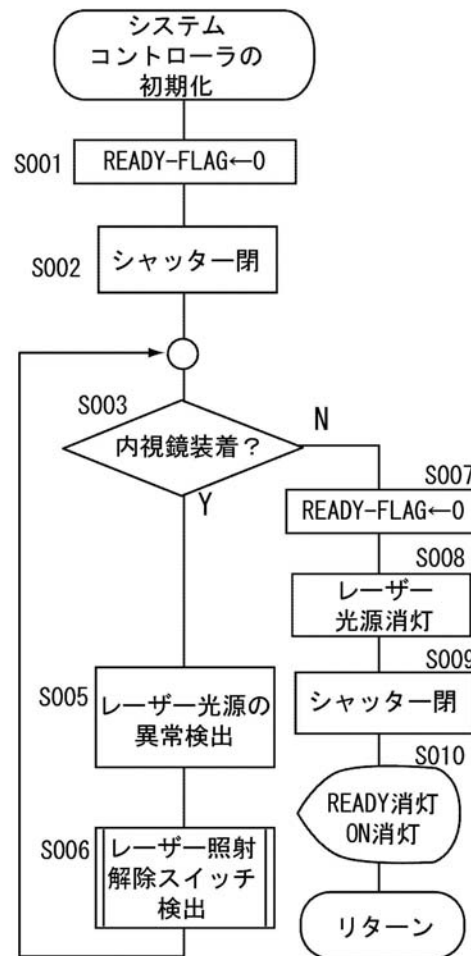 システム
コントローラの
初期化
S001
READY-FLAG←0
S002
シャッター閉
S003
内視鏡装着？
N
Y
S005
レーザー光源の
異常検出
S006
レーザー照射
解除スイッチ
検出
S007
READY-FLAG←0
S008
レーザー
光源消灯
S009
シャッター閉
S010
READY消灯
ON消灯
リターン